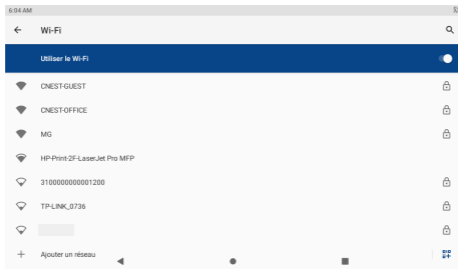 6:04 AM
Wi-Fi
Utiliser le Wi-Fi
CNEST-GUEST
CNEST-OFFICE
MG
HP-Print-2F-LaserJet Pro MFP
3100000000001200
TP-LINK_0736
Ajouter un réseau